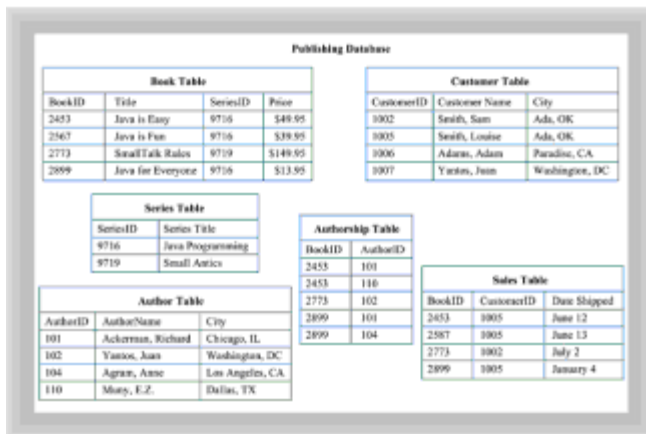 Publishing Database
Book Table
BookID Title SeriesID Price
2453 Java is Easy 9716 $49.95
2567 Java is Fun 9716 $39.95
2773 SmallTalk Rules 9719 $149.95
2899 Java for Everyone 9716 $13.95
Customer Table
CustomerID Customer Name City
1002 Smith, Sam Ada, OK
1005 Smith, Louise Ada, OK
1006 Adams, Adam Paradise, CA
1007 Yantos, Juan Washington, DC
Series Table
SeriesID Series Title
9716 Java Programming
9719 Small Antics
Authorship Table
BookID AuthorID
2453 101
2453 110
2773 102
2899 101
2899 104
Author Table
AuthorID AuthorName City
101 Ackerman, Richard Chicago, IL
102 Yantos, Juan Washington, DC
104 Agram, Anne Los Angeles, CA
110 Muny, E.Z. Dallas, TX
Sales Table
BookID CustomerID Date Shipped
2453 1005 June 12
2587 1005 June 13
2773 1002 July 2
2899 1005 January 4